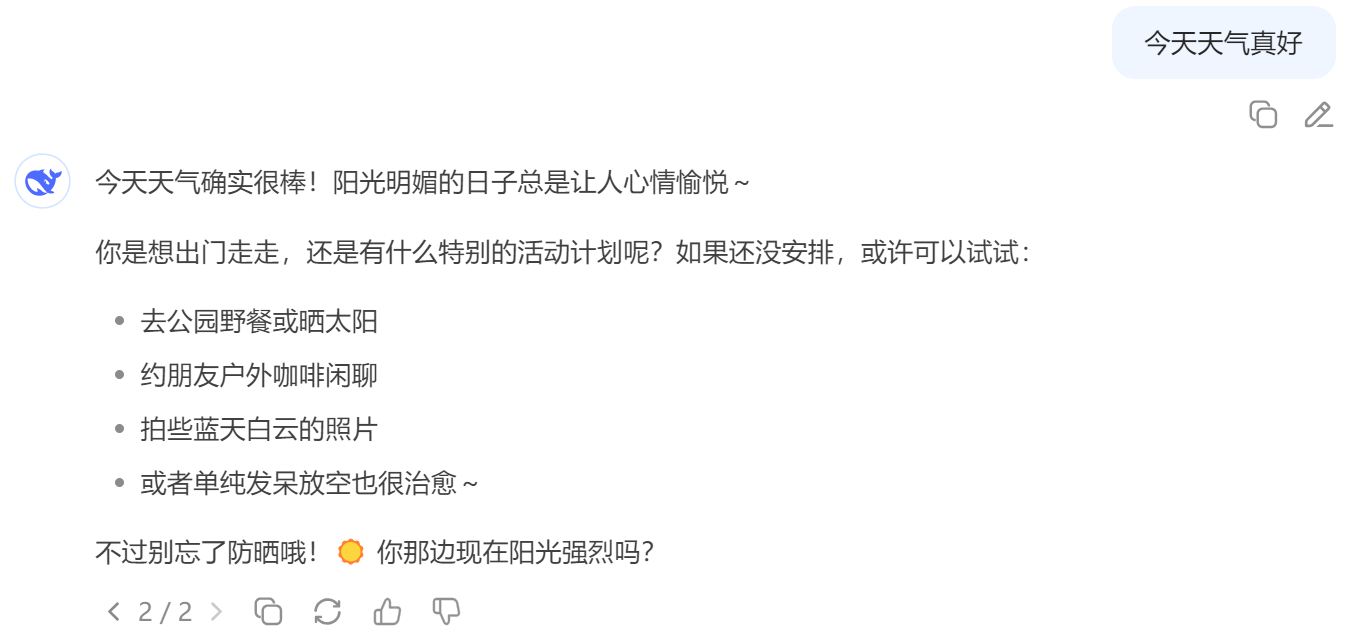 今天天气真好
今天天气确实很棒！阳光明媚的日子总是让人心情愉悦～
你是想出门走走，还是有什么特别的活动计划呢？如果还没安排，或许可以试试：
去公园野餐或晒太阳
约朋友户外咖啡闲聊
拍些蓝天白云的照片
或者单纯发呆放空也很治愈～
不过别忘了防晒哦！☀️ 你那边现在阳光强烈吗？
2 / 2